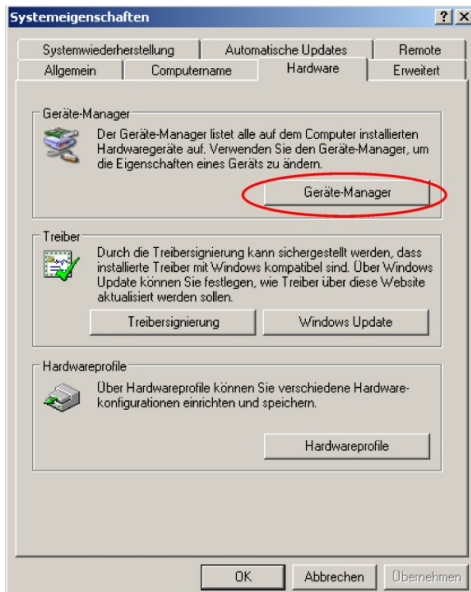 Systemeigenschaften
Systemwiederherstellung Automatische Updates Remote
Allgemein Computername Hardware Erweitert
Geräte-Manager
Der Geräte-Manager listet alle auf dem Computer installierten
Hardwaregeräte auf. Verwenden Sie den Geräte-Manager, um
die Eigenschaften eines Geräts zu ändern.
Geräte-Manager
Treiber
Durch die Treibersignierung kann sichergestellt werden, dass
installierte Treiber mit Windows kompatibel sind. Über Windows
Update können Sie festlegen, wie Treiber über diese Website
aktualisiert werden sollen.
Treibersignierung Windows Update
Hardwareprofile
Über Hardwareprofile können Sie verschiedene Hardware-
konfigurationen einrichten und speichern.
Hardwareprofile
OK Abbrechen Übernehmen